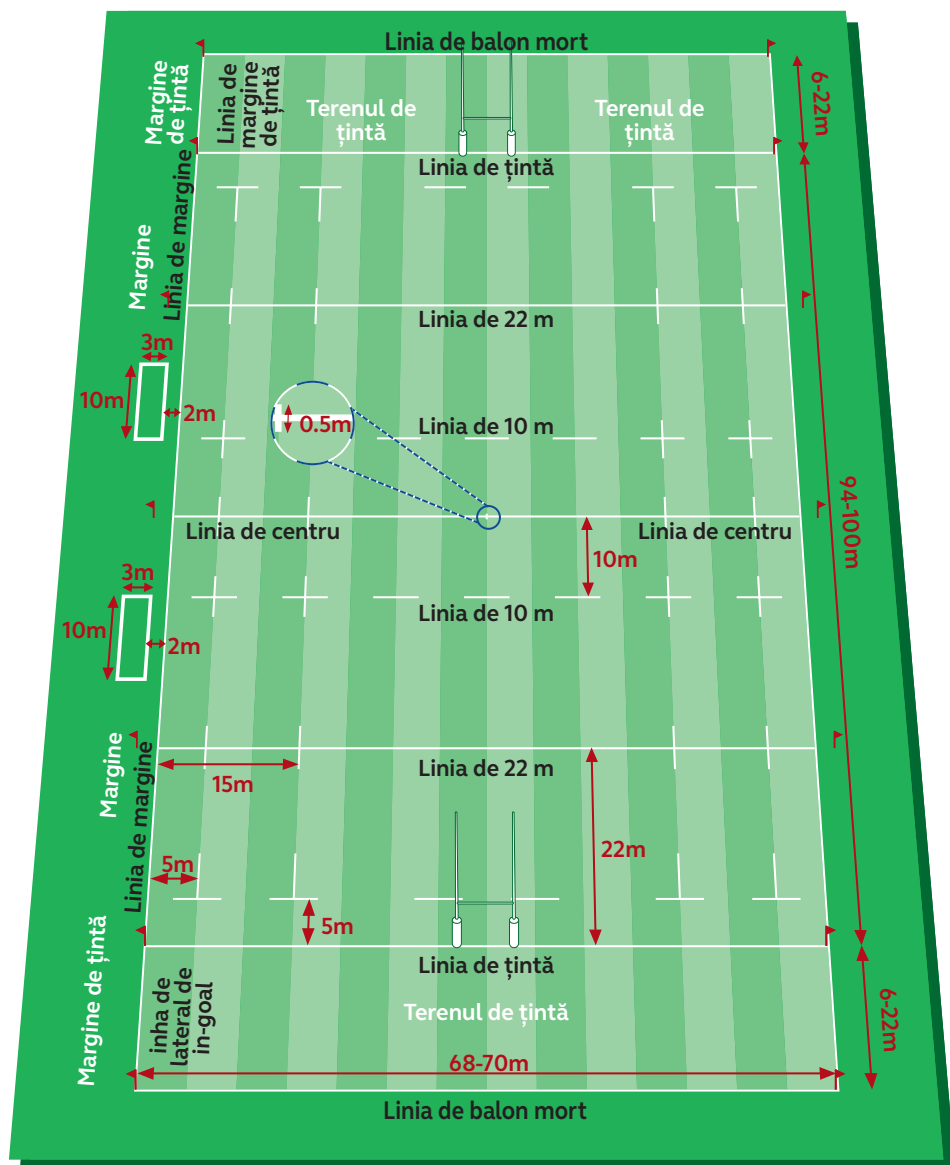 Linia de balon mort
Margine
de țintă
Linia de
margine
de țintă
Terenul de
țintă
Terenul de
țintă
6-22m
Linia de țintă
Linia de margine
Margine
Linia de 22 m
3m
10m
2m
0.5m
Linia de 10 m
94-100m
Linia de centru
Linia de centru
10m
3m
10m
2m
Linia de 10 m
Margine
Linia de margine
15m
Linia de 22 m
22m
5m
5m
Linia de țintă
Margine de țintă
inha de
lateral de
in-goal
Terenul de țintă
6-22m
68-70m
Linia de balon mort